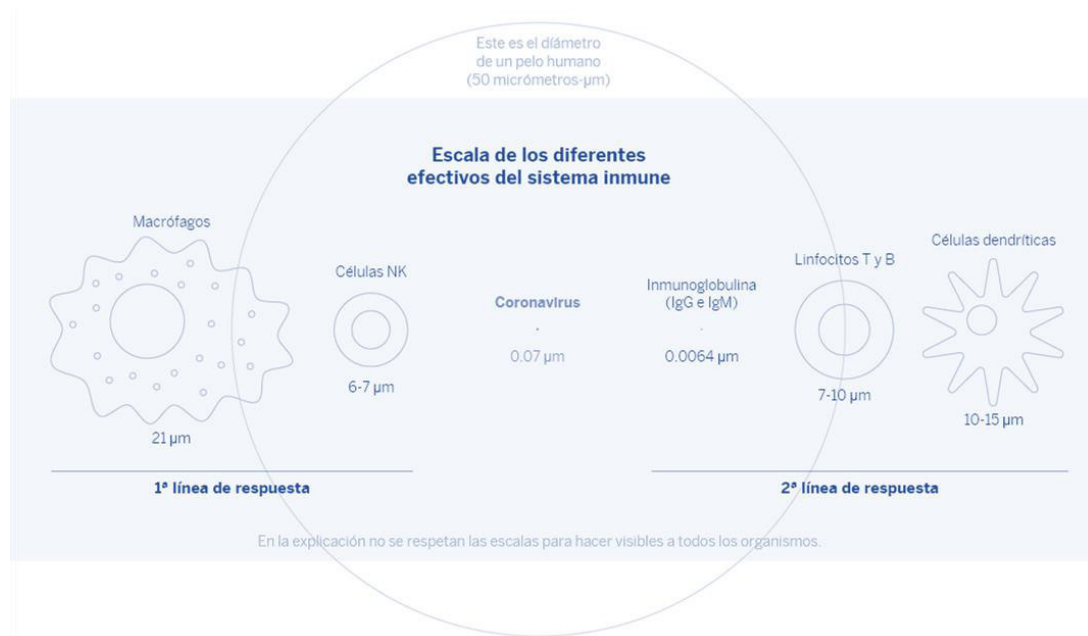 Este es el díámetro
de un pelo humano
(50 micrómetros-µm)
Escala de los diferentes
efectivos del sistema inmune
Macrófagos
21 µm
Células NK
6-7 µm
Coronavirus
0.07 µm
Inmunoglobulina
(IgG e IgM)
0.0064 µm
Linfocitos T y B
7-10 µm
Células dendríticas
10-15 µm
1ª línea de respuesta
2ª línea de respuesta
En la explicación no se respetan las escalas para hacer visibles a todos los organismos.